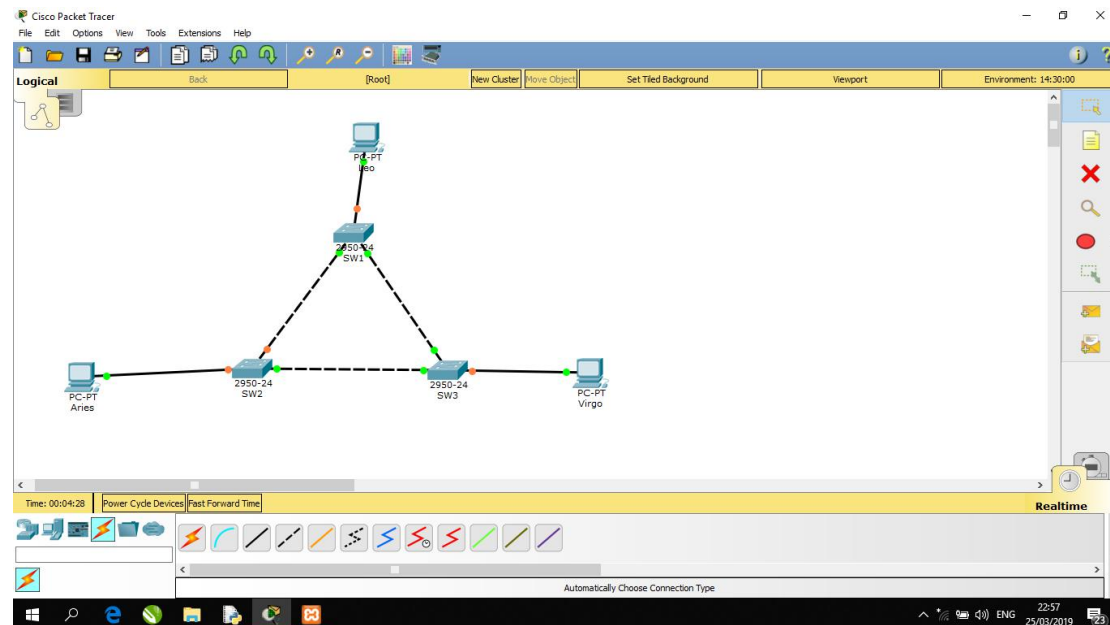 Cisco Packet Tracer
File Edit Options View Tools Extensions Help
Logical Back [Root] New Cluster Move Object Set Tiled Background Viewport Environment: 14:30:00
PC-PT
Leo
2950-24
SW1
2950-24
SW2
2950-24
SW3
PC-PT
Aries
PC-PT
Virgo
Time: 00:04:28 Power Cycle Devices Fast Forward Time
Realtime
Automatically Choose Connection Type
ENG
22:57
25/03/2019
23